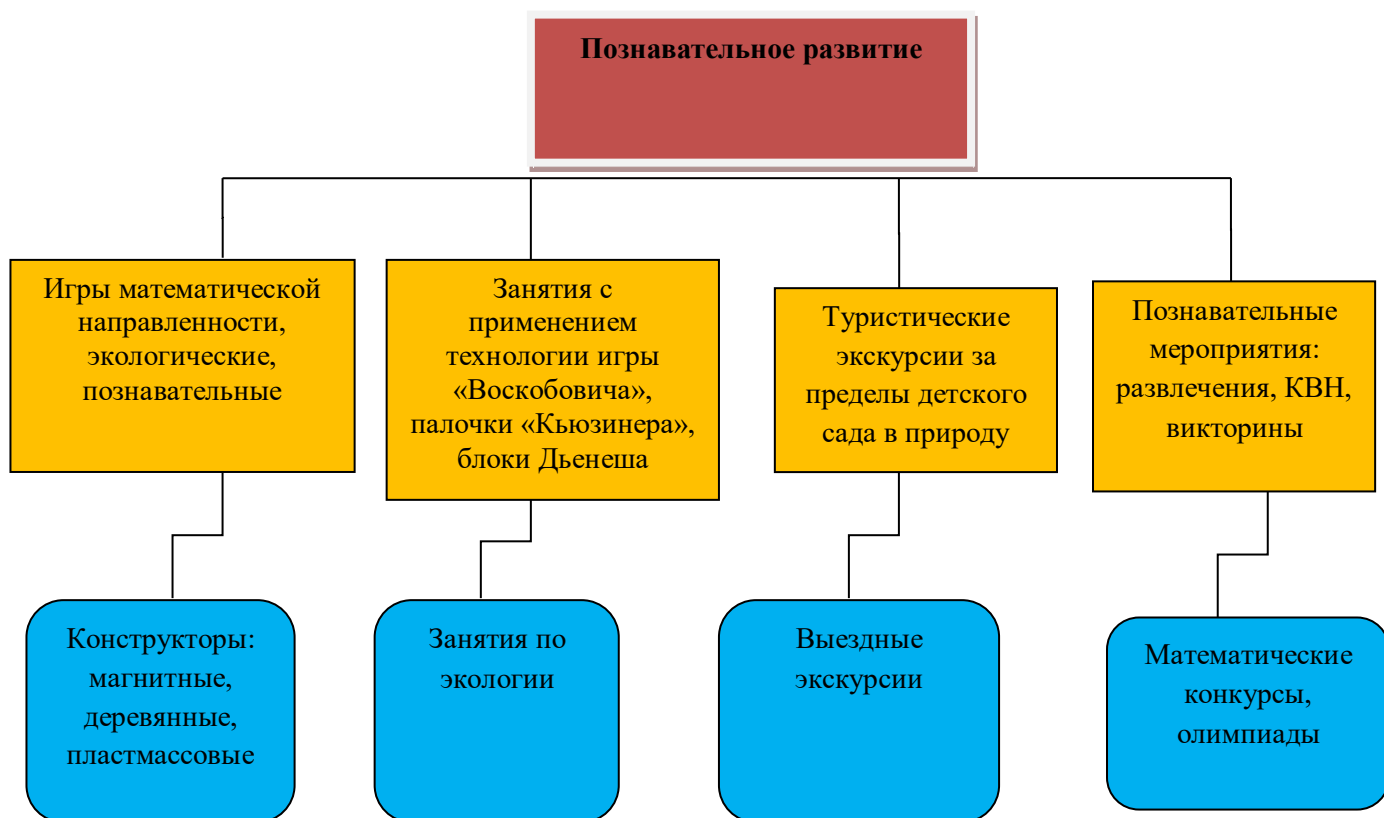 Познавательное развитие
Игры математической
направленности,
экологические,
познавательные
Занятия с
применением
технологии игры
«Воскобовича»,
палочки «Кьюзинера»,
блоки Дьенеша
Туристические
экскурсии за
пределы детского
сада в природу
Познавательные
мероприятия:
развлечения, КВН,
викторины
Конструкторы:
магнитные,
деревянные,
пластмассовые
Занятия по
экологии
Выездные
экскурсии
Математические
конкурсы,
олимпиады